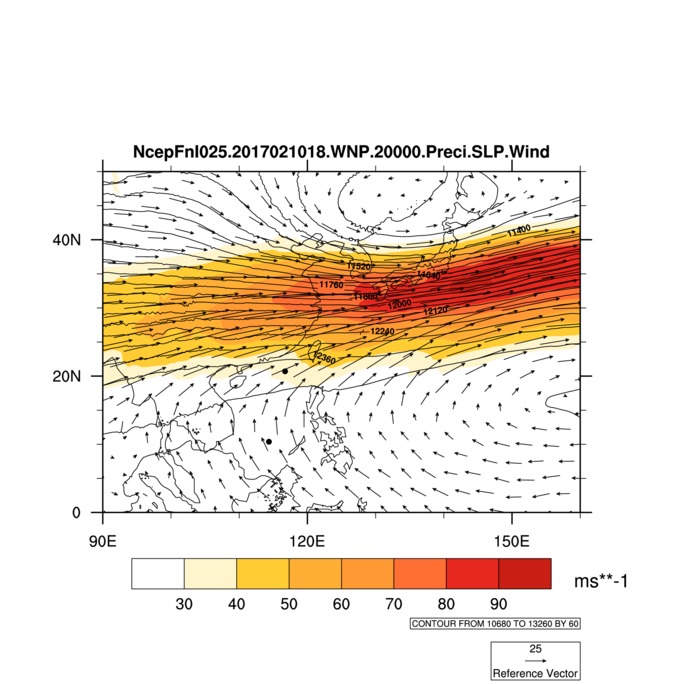 NcepFnl025.2017021018.WNP.20000.Preci.SLP.Wind
11400
40N
11520
11640
11760
11880
12000
12120
12240
12360
20N
0
90E 120E 150E
30 40 50 60 70 80 90
ms**-1
CONTOUR FROM 10680 TO 13260 BY 60
25
Reference Vector